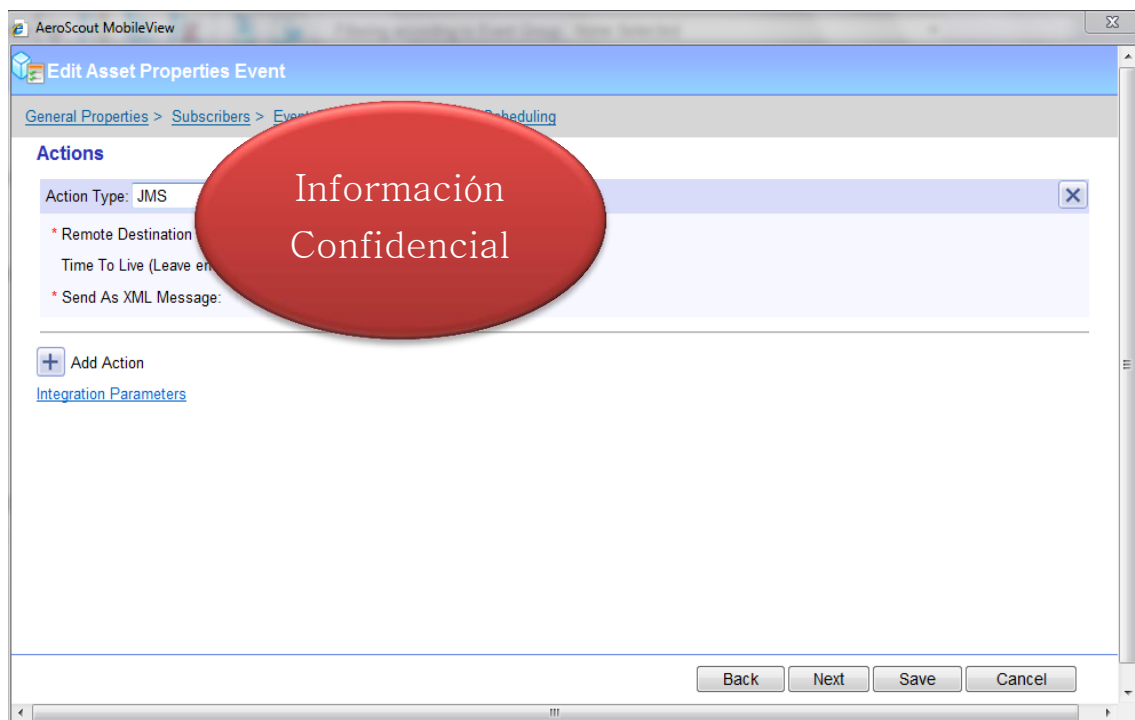 AeroScout MobileView
Edit Asset Properties Event
General Properties > Subscribers > Scheduling
Actions
Action Type: JMS
* Remote Destination
Time To Live (Leave
* Send As XML Message:
Información
Confidencial
Add Action
Integration Parameters
Back Next Save Cancel